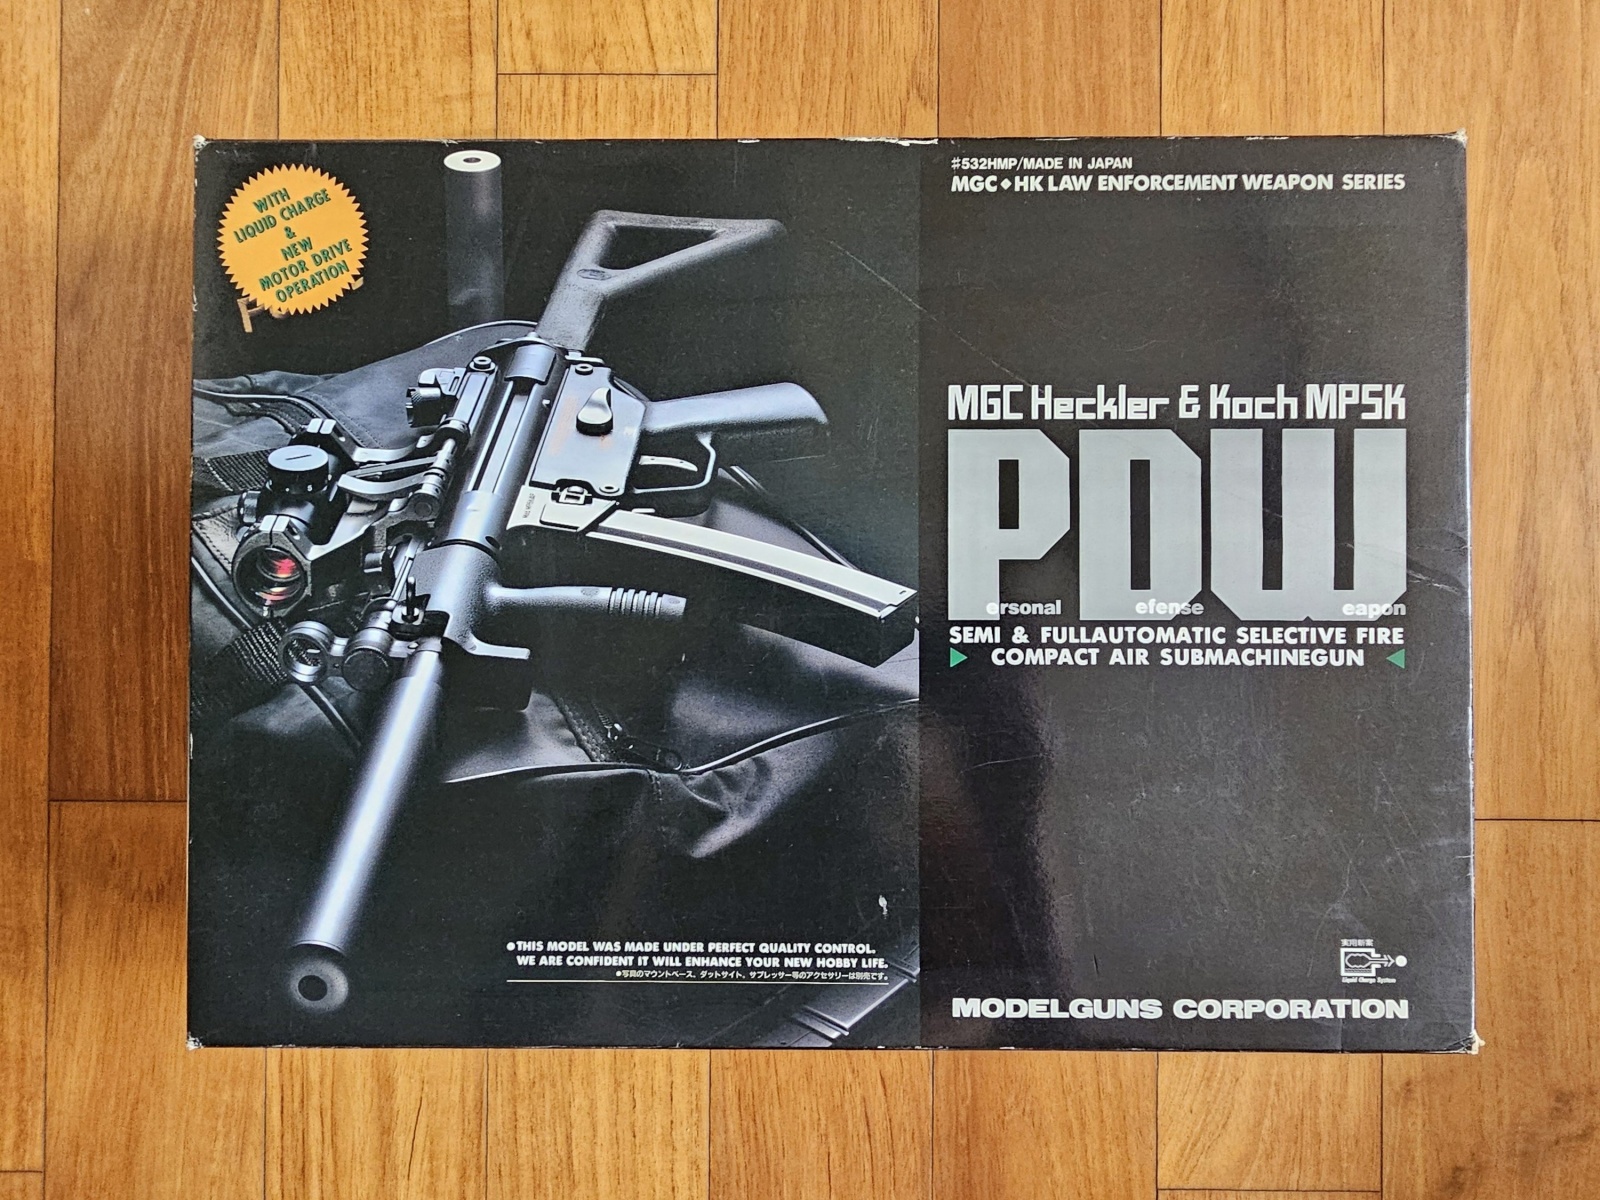 WITH
LIQUID CHARGE
&
NEW
MOTOR DRIVE
OPERATION
#532HMP/MADE IN JAPAN
MGC◆HK LAW ENFORCEMENT WEAPON SERIES
MGC Heckler & Koch MP5K
PDW
ersonal efense eapon
SEMI & FULLAUTOMATIC SELECTIVE FIRE
▶ COMPACT AIR SUBMACHINEGUN ◀
●THIS MODEL WAS MADE UNDER PERFECT QUALITY CONTROL.
WE ARE CONFIDENT IT WILL ENHANCE YOUR NEW HOBBY LIFE.
●写真のマウントベース、ダットサイト、サプレッサー等のアクセサリーは別売です。
実用新案
Liquid Charge System
MODELGUNS CORPORATION